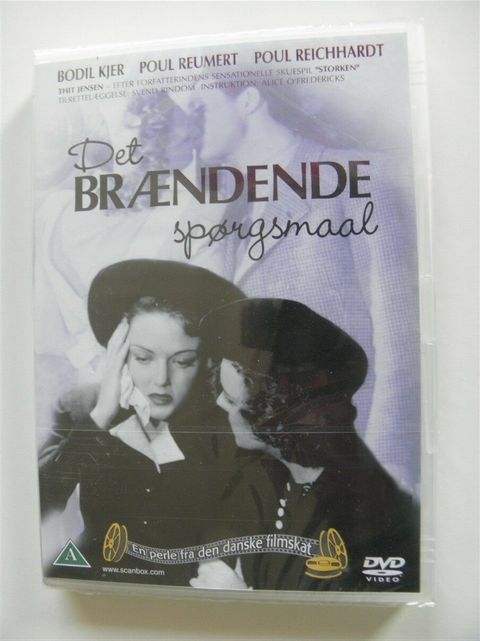 BODIL KJER POUL REUMERT POUL REICHHARDT
THIT JENSEN - EFTER FORFATTERINDENS SENSATIONELLE SKUESPIL "STORKEN"
TILRETTELÆGGELSE: SVEND RINDOM. INSTRUKTION: ALICE O'FREDERICKS
Det
BRÆNDENDE
spørgsmaal
En perle fra den danske filmskat
A
www.scanbox.com
DVD
VIDEO